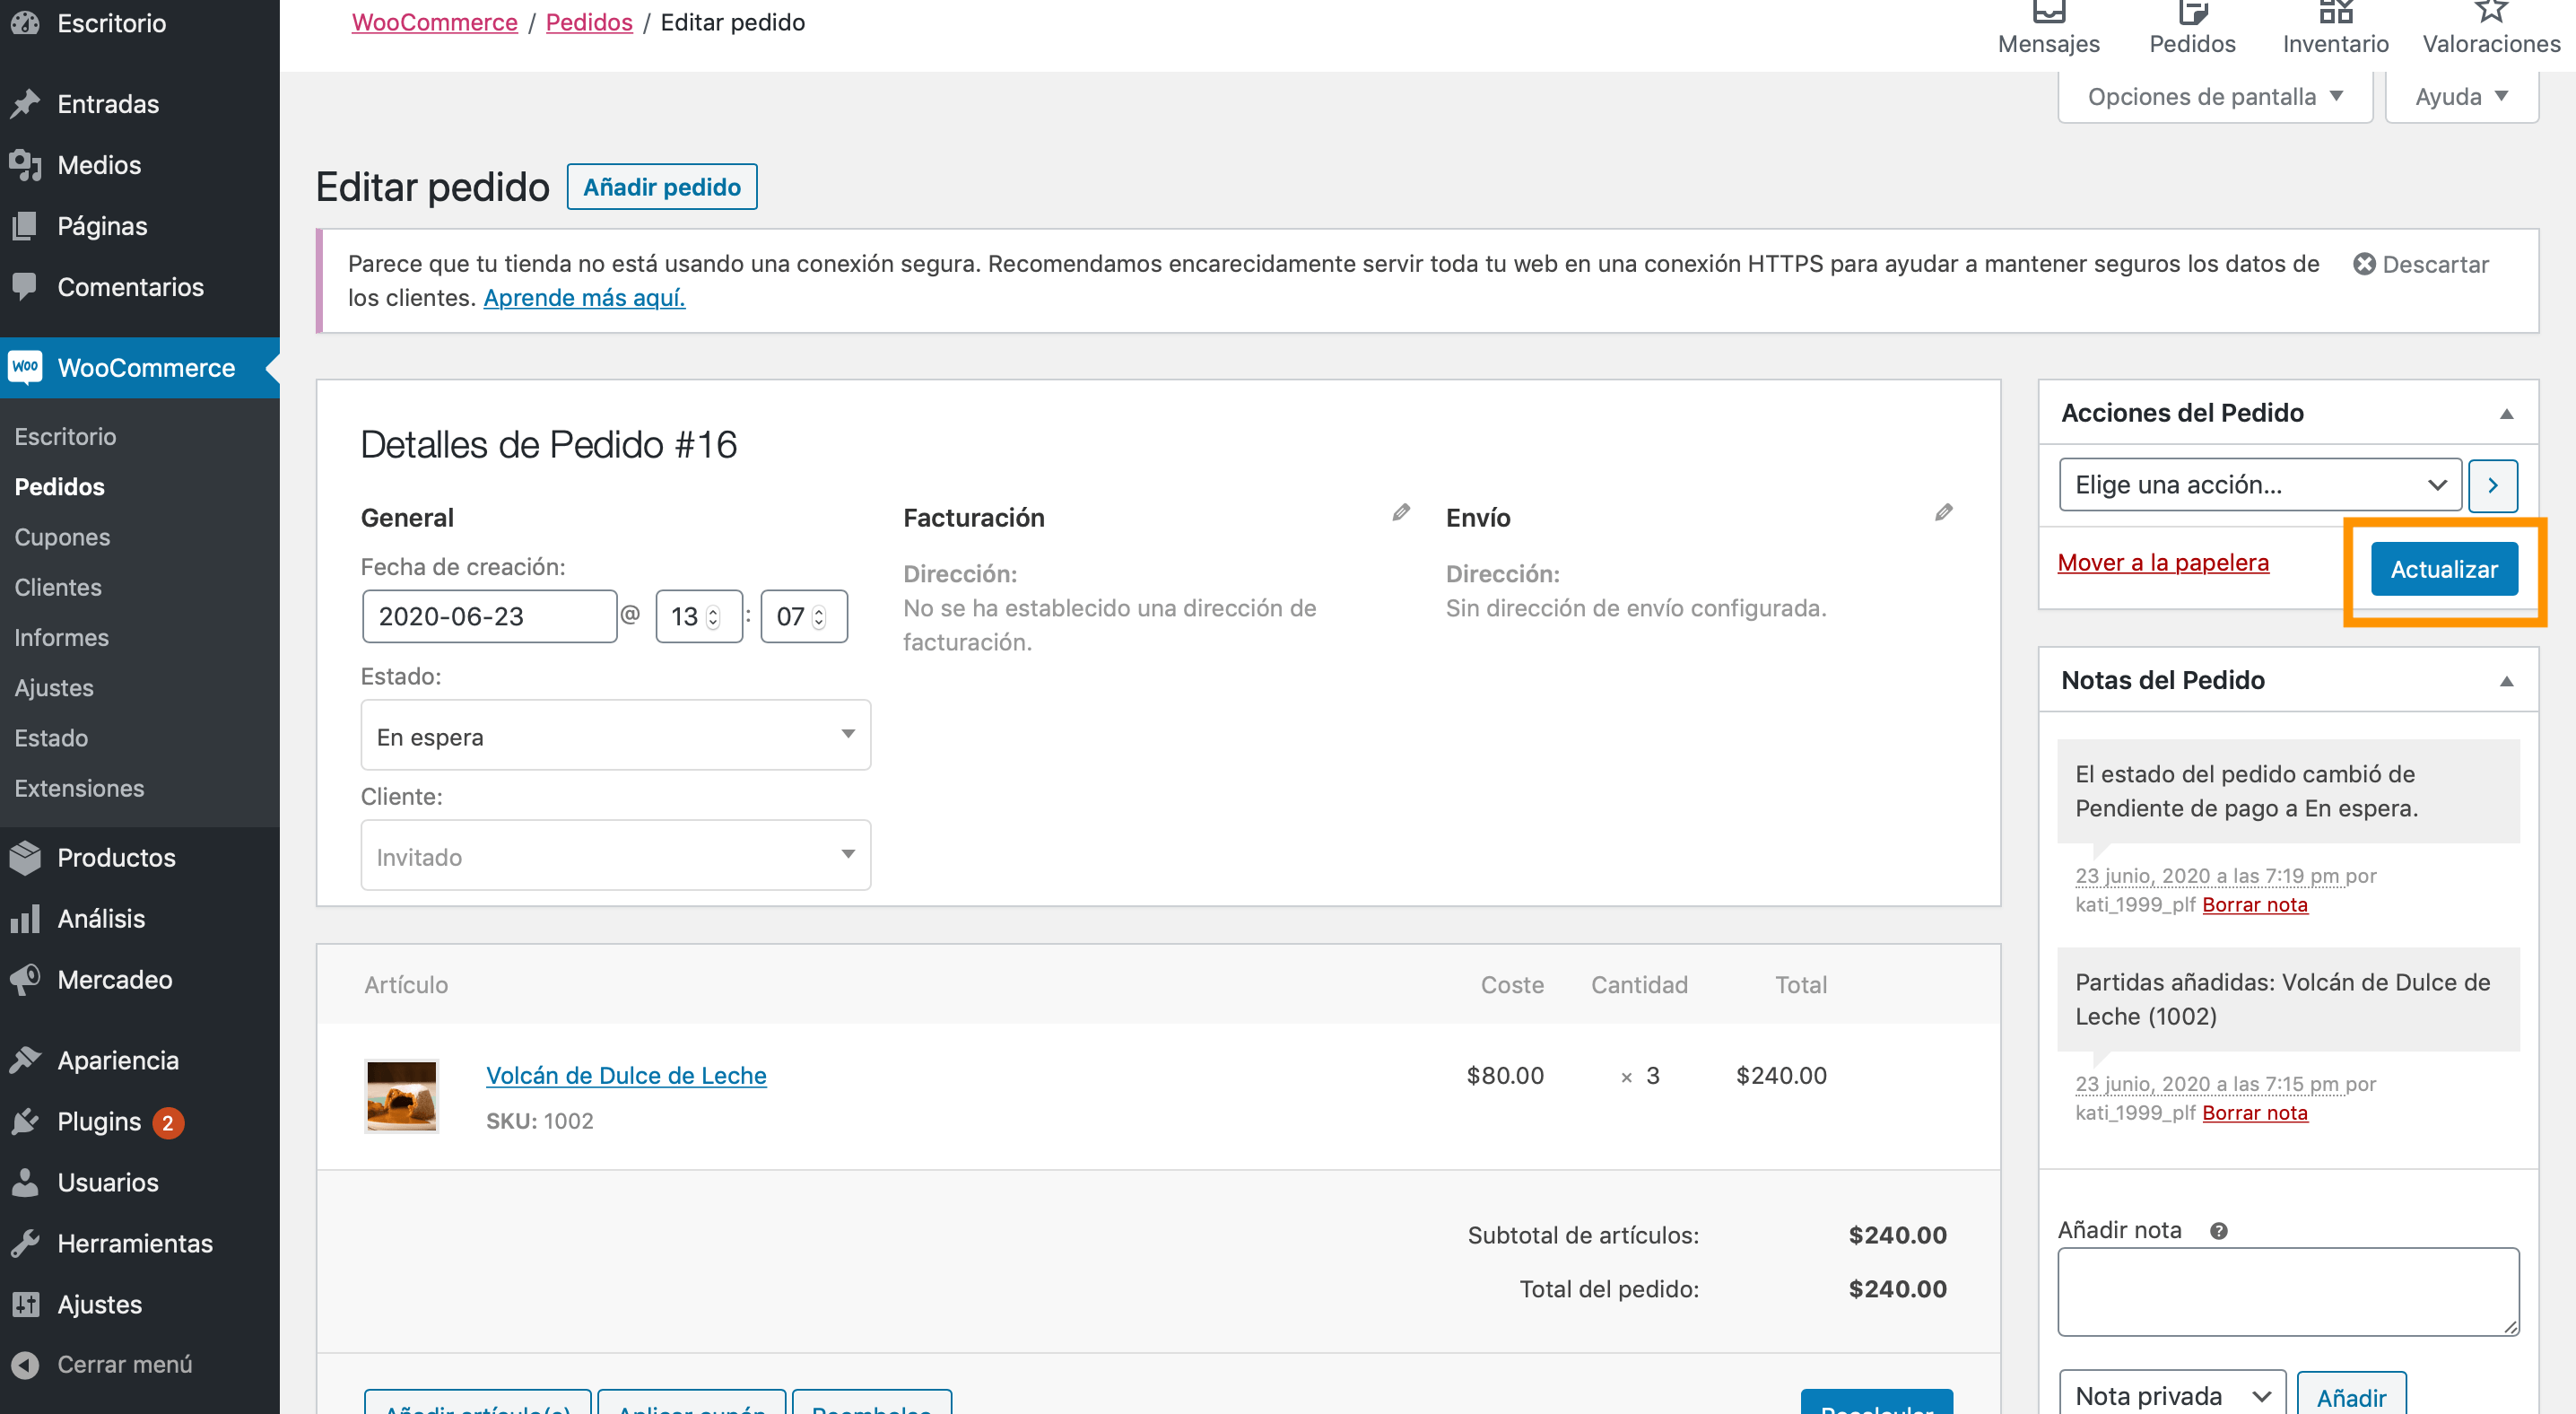 Escritorio
Entradas
Medios
Páginas
Comentarios
Woo WooCommerce
Escritorio
Pedidos
Cupones
Clientes
Informes
Ajustes
Estado
Extensiones
Productos
Análisis
Mercadeo
Apariencia
Plugins 2
Usuarios
Herramientas
Ajustes
Cerrar menú
WooCommerce / Pedidos / Editar pedido
Mensajes Pedidos Inventario Valoraciones
Opciones de pantalla Ayuda
Editar pedido Añadir pedido
Parece que tu tienda no está usando una conexión segura. Recomendamos encarecidamente servir toda tu web en una conexión HTTPS para ayudar a mantener seguros los datos de
los clientes. Aprende más aquí.
Descartar
Detalles de Pedido #16
General
Fecha de creación:
2020-06-23 @ 13 : 07
Estado:
En espera
Cliente:
Invitado
Facturación
Dirección:
No se ha establecido una dirección de
facturación.
Envío
Dirección:
Sin dirección de envío configurada.
Artículo Coste Cantidad Total
Volcán de Dulce de Leche $80.00 × 3 $240.00
SKU: 1002
Subtotal de artículos: $240.00
Total del pedido: $240.00
Añadir artículo(s) Aplicar cupón Reembolso Recalcular
Acciones del Pedido
Elige una acción...
Mover a la papelera Actualizar
Notas del Pedido
El estado del pedido cambió de
Pendiente de pago a En espera.
23 junio, 2020 a las 7:19 pm por
kati_1999_plf Borrar nota
Partidas añadidas: Volcán de Dulce de
Leche (1002)
23 junio, 2020 a las 7:15 pm por
kati_1999_plf Borrar nota
Añadir nota ?
Nota privada Añadir